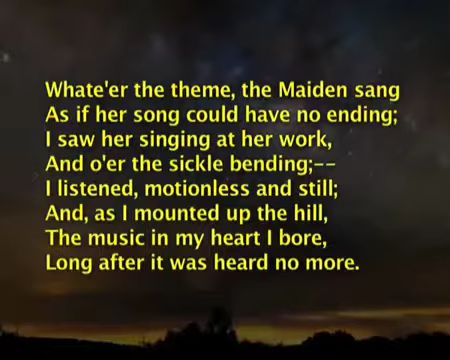 Whate'er the theme, the Maiden sang
As if her song could have no ending;
I saw her singing at her work,
And o'er the sickle bending;--
I listened, motionless and still;
And, as I mounted up the hill,
The music in my heart I bore,
Long after it was heard no more.